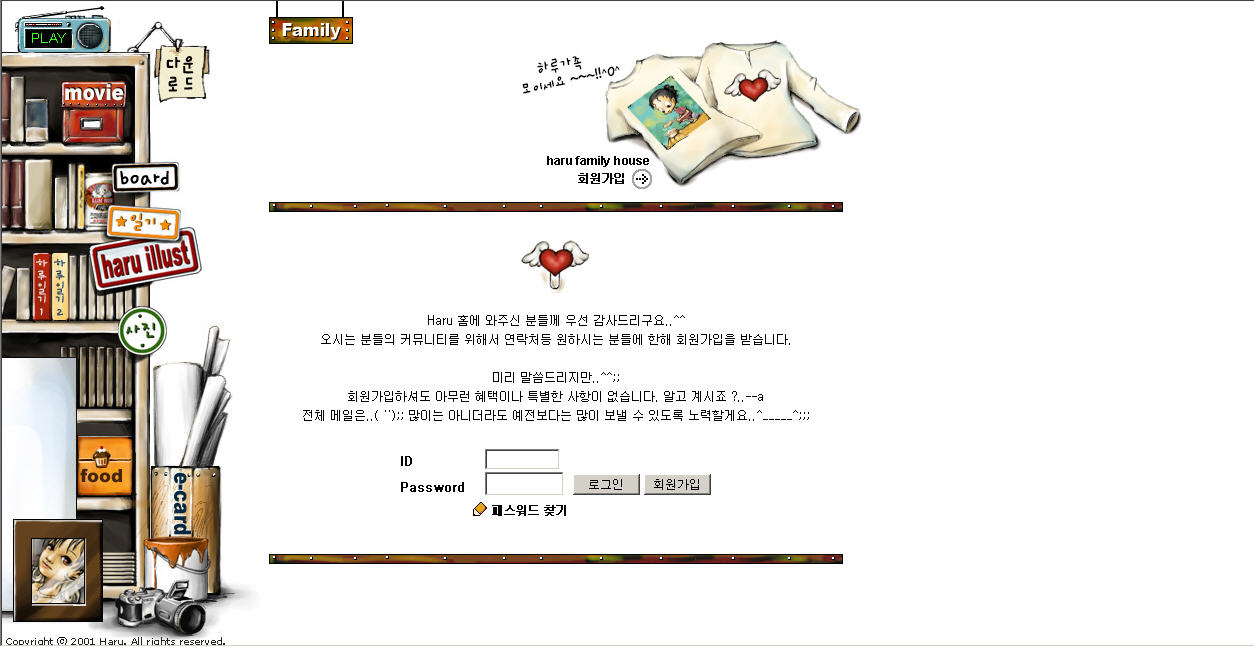 PLAY
다운
로드
movie
board
★일기★
haru illust
하루일기 1
하루일기 2
사진
food
e-card
Copyright ⓒ 2001 Haru. All rights reserved.
Family
하루가족
모이세요 ~~~!!^0^
haru family house
회원가입
Haru 홈에 와주신 분들께 우선 감사드리구요..^^
오시는 분들의 커뮤니티를 위해서 연락처등 원하시는 분들에 한해 회원가입을 받습니다.
미리 말씀드리지만..^^;;
회원가입하셔도 아무런 혜택이나 특별한 사항이 없습니다. 알고 계시죠 ?..--a
전체 메일은..( ¨);; 많이는 아니더라도 예전보다는 많이 보낼 수 있도록 노력할게요..^_____^;;;
ID
Password 로그인 회원가입
패스워드 찾기